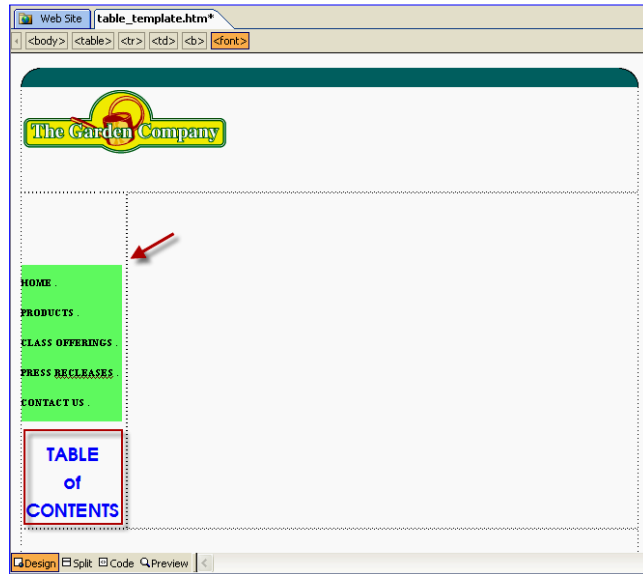 Web Site table_template.htm*
<body> <table> <tr> <td> <b> <font>
The Garden Company
HOME .
PRODUCTS .
CLASS OFFERINGS .
PRESS RECLEASES .
CONTACT US .
TABLE
of
CONTENTS
Design Split Code Preview